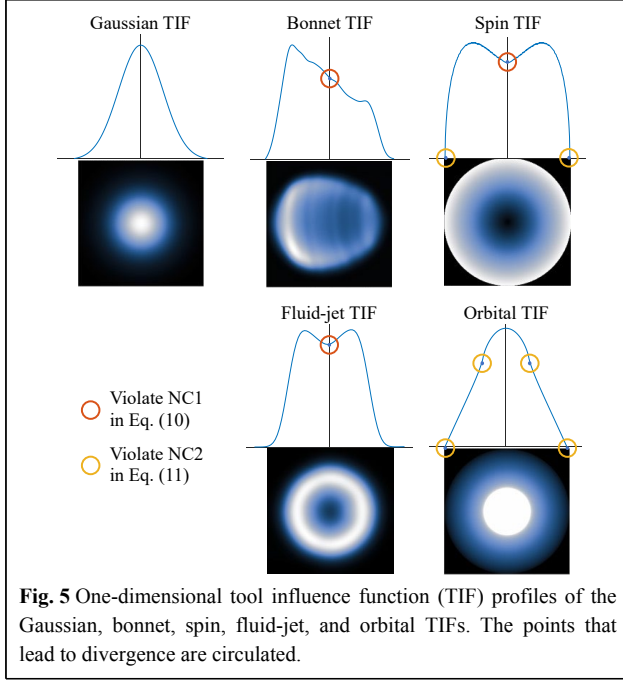 Gaussian TIF
Bonnet TIF
Spin TIF
Fluid-jet TIF
Orbital TIF
Violate NC1
in Eq. (10)
Violate NC2
in Eq. (11)
Fig. 5 One-dimensional tool influence function (TIF) profiles of the
Gaussian, bonnet, spin, fluid-jet, and orbital TIFs. The points that
lead to divergence are circulated.